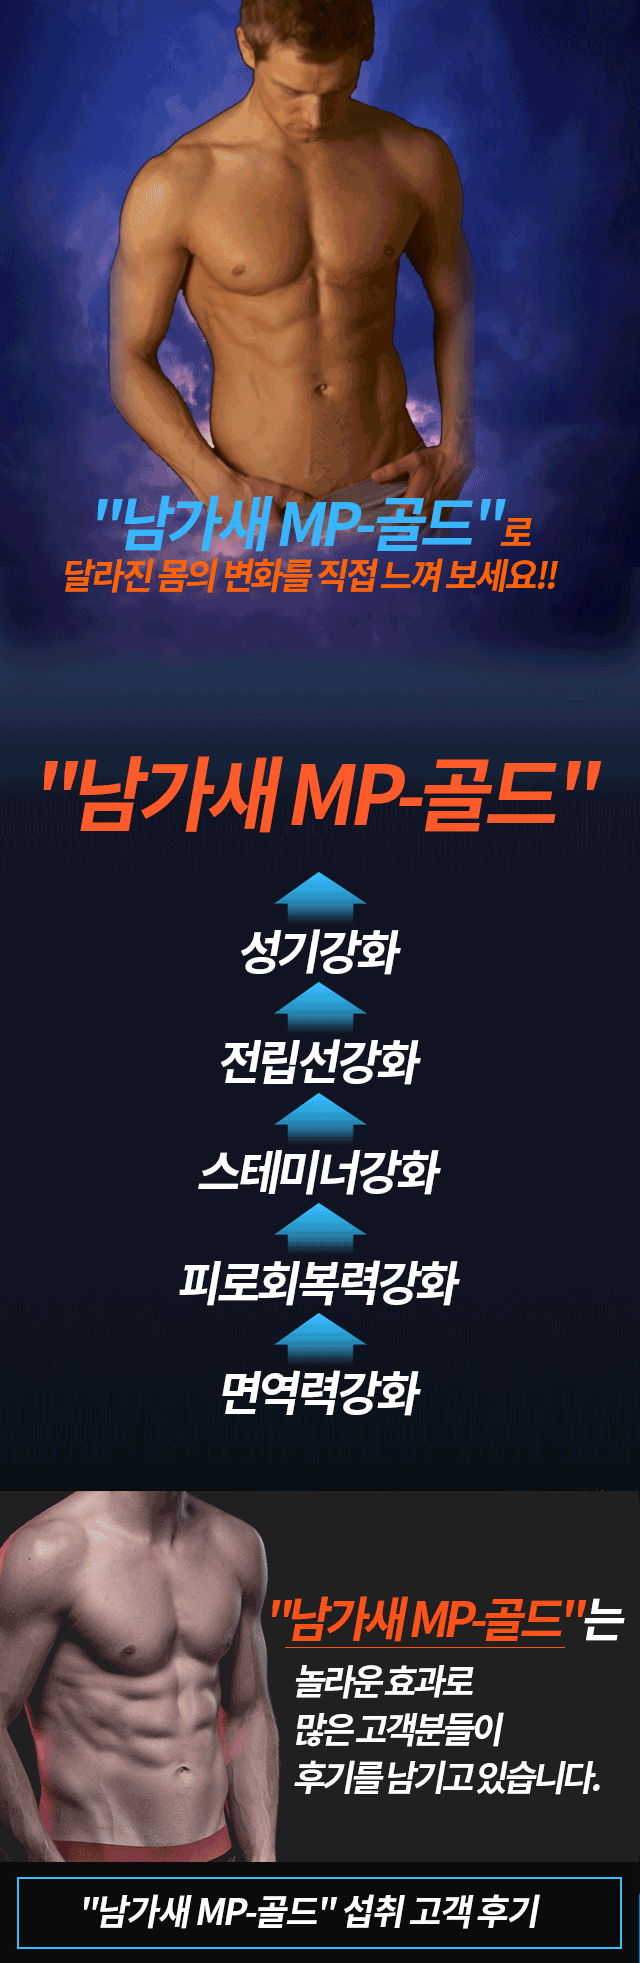 "남가새 MP-골드"로
달라진 몸의 변화를 직접 느껴 보세요!!
"남가새 MP-골드"
성기강화
전립선강화
스테미너강화
피로회복력강화
면역력강화
"남가새 MP-골드"는
놀라운 효과로
많은 고객분들이
후기를 남기고 있습니다.
"남가새 MP-골드" 섭취 고객 후기